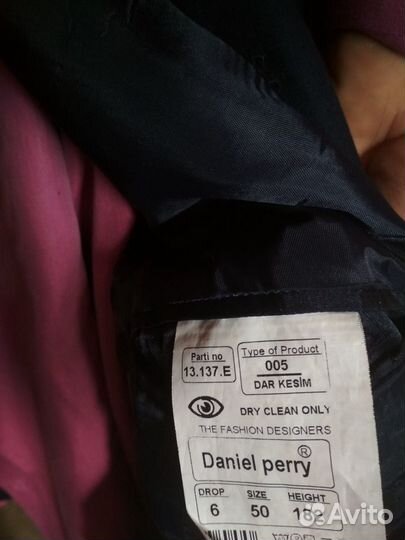 Parti no
13.137.E
Type of Product
005
DAR KESİM
DRY CLEAN ONLY
THE FASHION DESIGNERS
Daniel perry ®
DROP SIZE HEIGHT
6 50
Avito